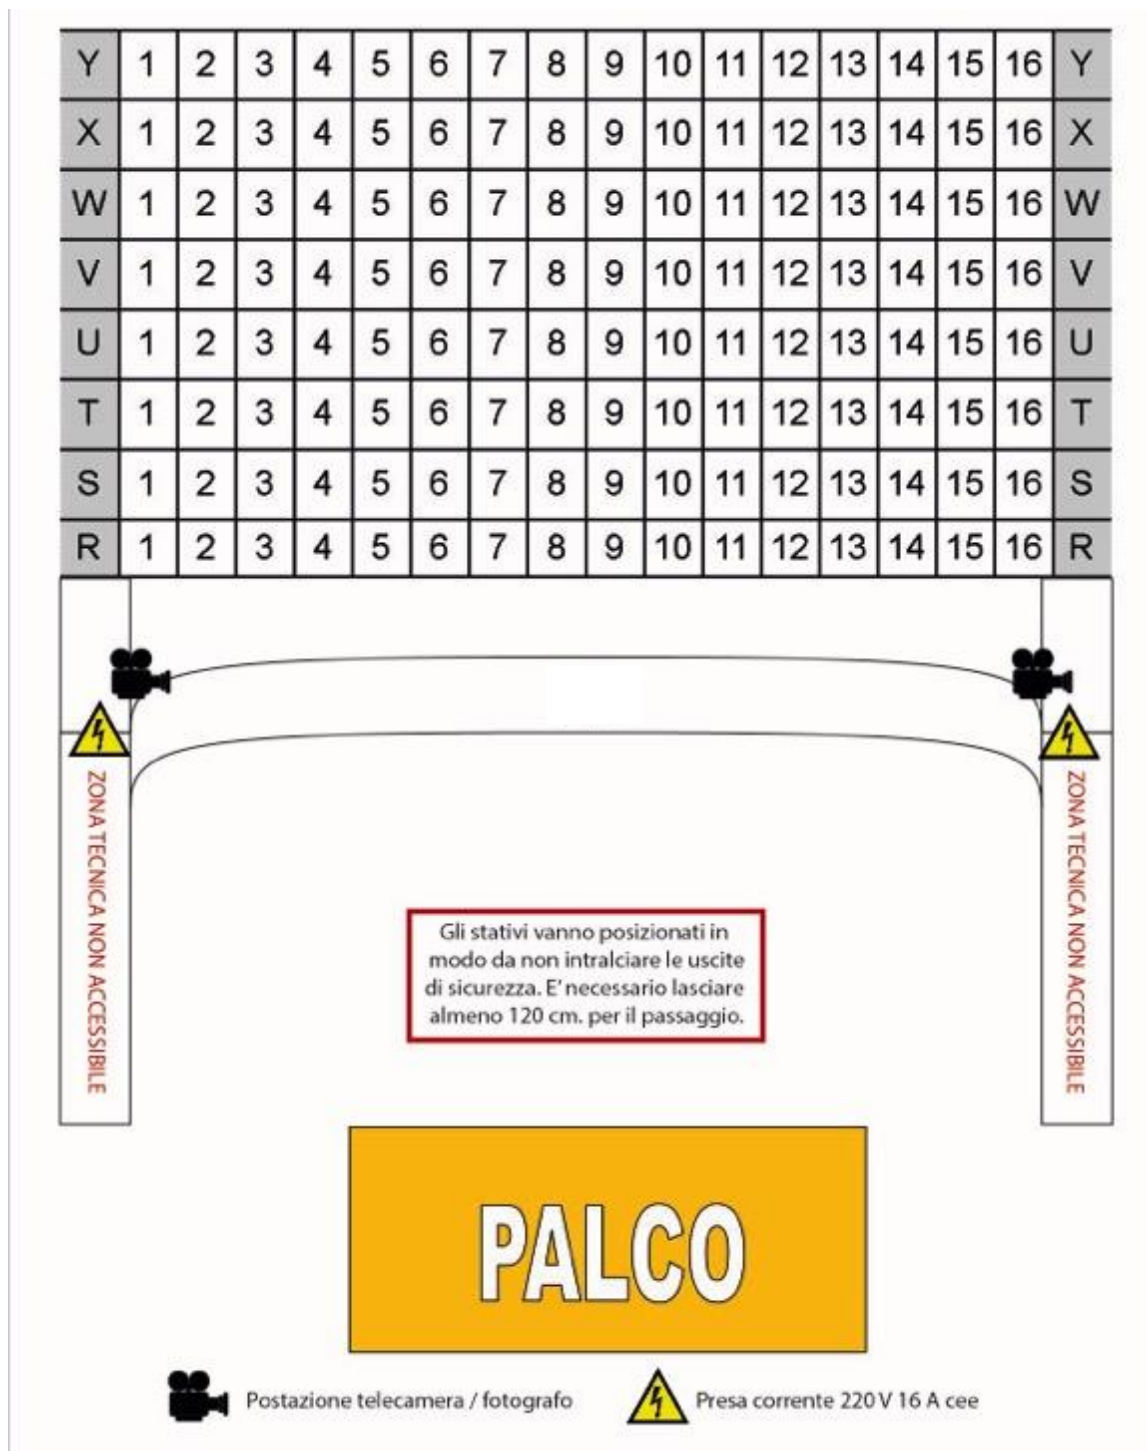 Y 1 2 3 4 5 6 7 8 9 10 11 12 13 14 15 16 Y
X 1 2 3 4 5 6 7 8 9 10 11 12 13 14 15 16 X
W 1 2 3 4 5 6 7 8 9 10 11 12 13 14 15 16 W
V 1 2 3 4 5 6 7 8 9 10 11 12 13 14 15 16 V
U 1 2 3 4 5 6 7 8 9 10 11 12 13 14 15 16 U
T 1 2 3 4 5 6 7 8 9 10 11 12 13 14 15 16 T
S 1 2 3 4 5 6 7 8 9 10 11 12 13 14 15 16 S
R 1 2 3 4 5 6 7 8 9 10 11 12 13 14 15 16 R
ZONA TECNICA NON ACCESSIBILE
ZONA TECNICA NON ACCESSIBILE
Gli stativi vanno posizionati in
modo da non intralciare le uscite
di sicurezza. E' necessario lasciare
almeno 120 cm. per il passaggio.
PALCO
Postazione telecamera / fotografo
Presa corrente 220 V 16 A cee